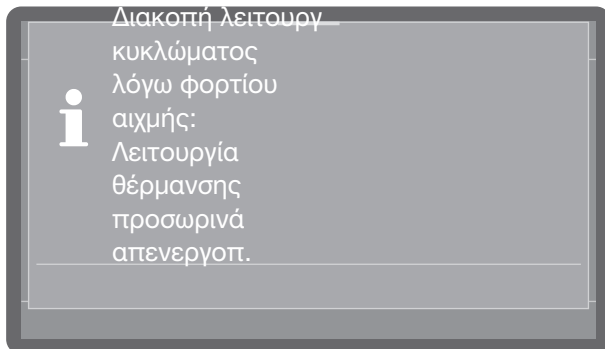 Διακοπή λειτουργ
κυκλώματος
λόγω φορτίου
αιχμής:
Λειτουργία
θέρμανσης
προσωρινά
απενεργοπ.